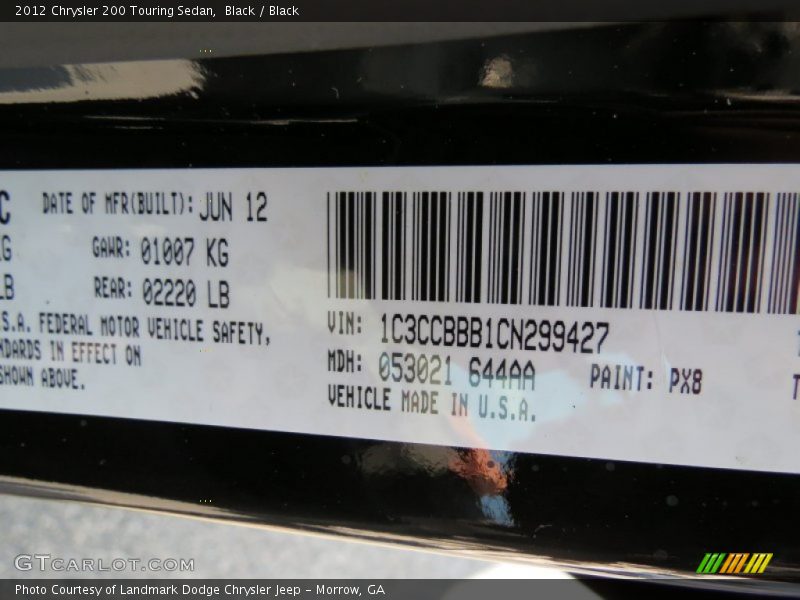 2012 Chrysler 200 Touring Sedan,  Black / Black
C DATE OF MFR(BUILT): JUN 12
G GAWR: 01007 KG
LB REAR: 02220 LB
.S.A. FEDERAL MOTOR VEHICLE SAFETY,
NDARDS IN EFFECT ON
SHOWN ABOVE.
VIN: 1C3CCBBB1CN299427
MDH: 053021 644AA PAINT: PX8
VEHICLE MADE IN U.S.A.
T
GTCARLOT.COM
Photo Courtesy of Landmark Dodge Chrysler Jeep - Morrow, GA